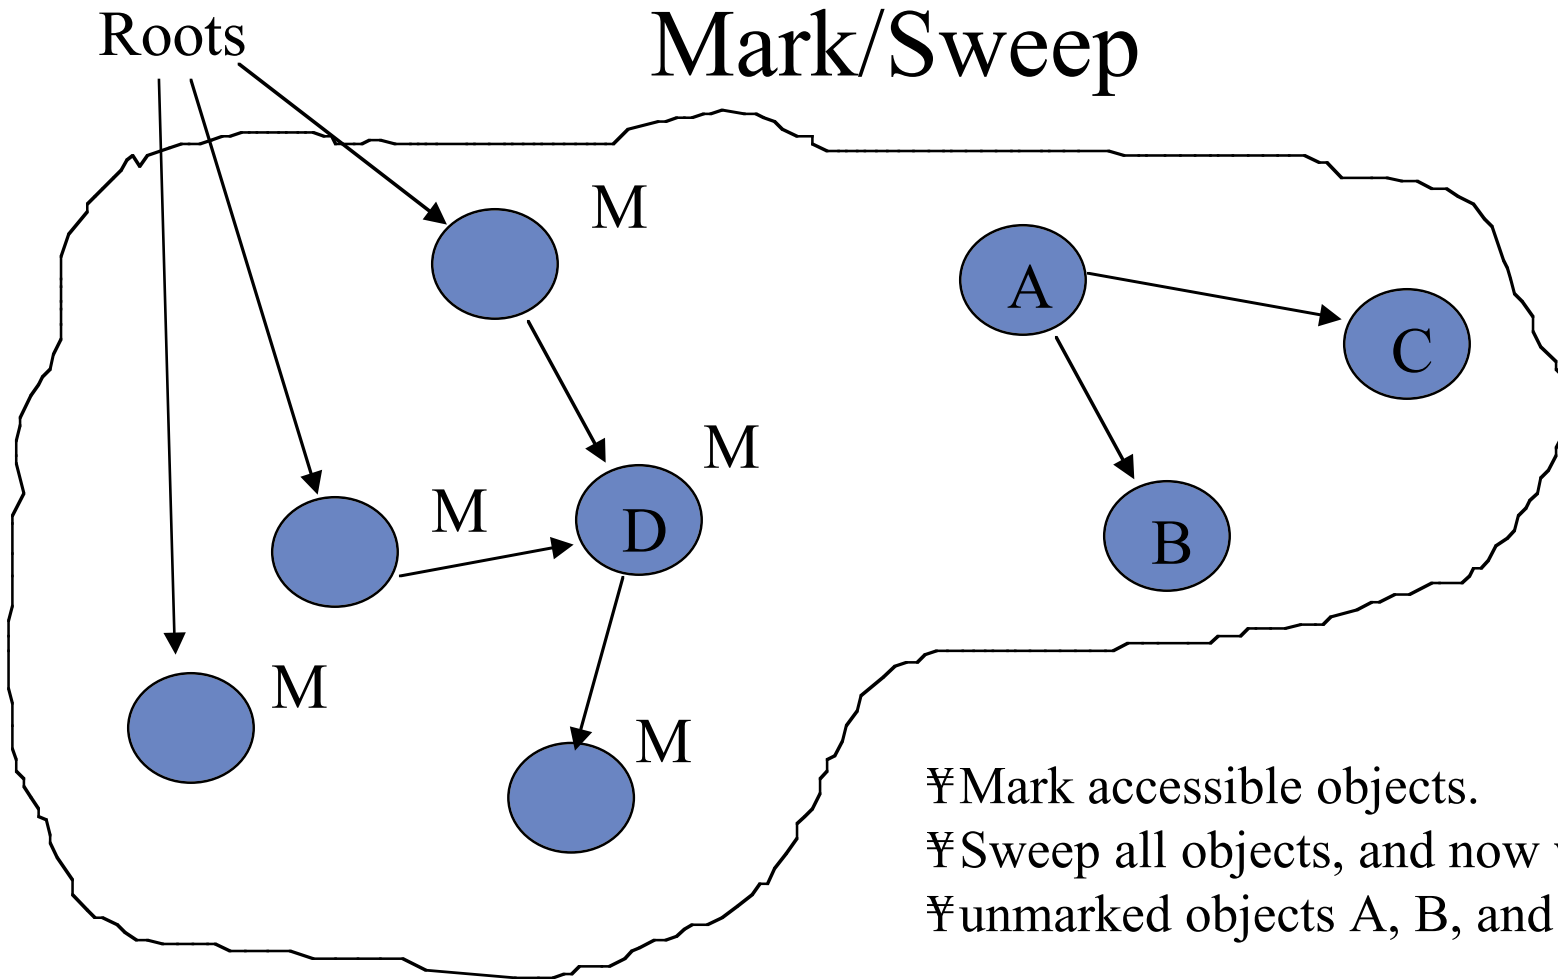 Roots
Mark/Sweep
M
A
C
M
M
D
B
M
M
¥Mark accessible objects.
¥Sweep all objects, and now
¥unmarked objects A, B, and